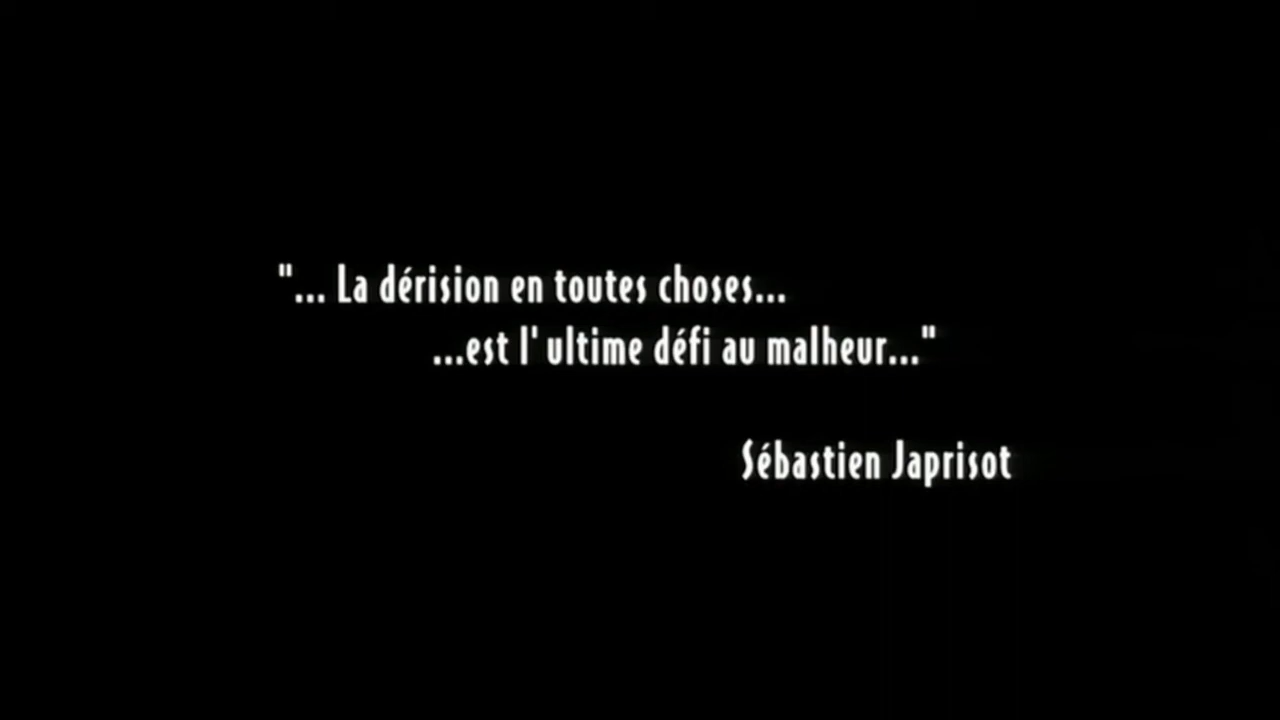 "... La dérision en toutes choses...
...est l' ultime défi au malheur..."
Sébastien Japrisot